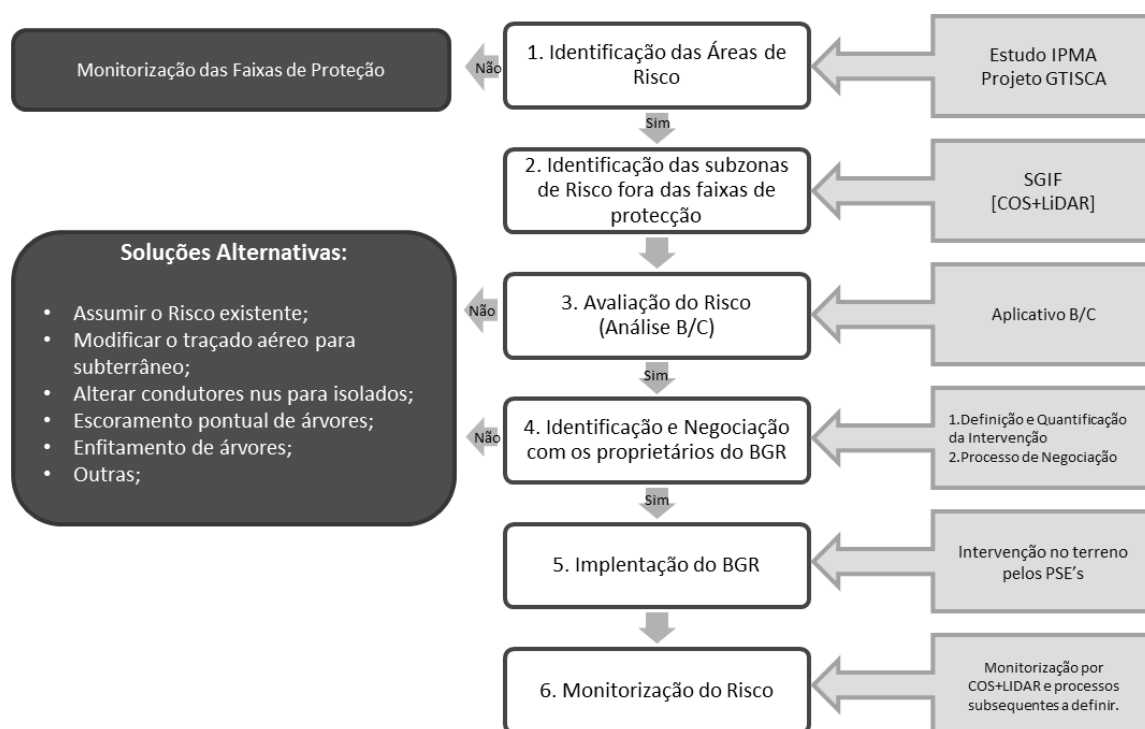 Monitorização das Faixas de Proteção
Não
1. Identificação das Áreas de
Risco
Estudo IPMA
Projeto GTISCA
Sim
2. Identificação das subzonas
de Risco fora das faixas de
protecção
SGIF
[COS+LiDAR]
Soluções Alternativas:
• Assumir o Risco existente;
• Modificar o traçado aéreo para
subterrâneo;
• Alterar condutores nus para isolados;
• Escoramento pontual de árvores;
• Enfitamento de árvores;
• Outras;
Não
3. Avaliação do Risco
(Análise B/C)
Aplicativo B/C
Sim
Não
4. Identificação e Negociação
com os proprietários do BGR
1.Definição e Quantificação
da Intervenção
2.Processo de Negociação
Sim
5. Implentação do BGR
Intervenção no terreno
pelos PSE's
6. Monitorização do Risco
Monitorização por
COS+LIDAR e processos
subsequentes a definir.